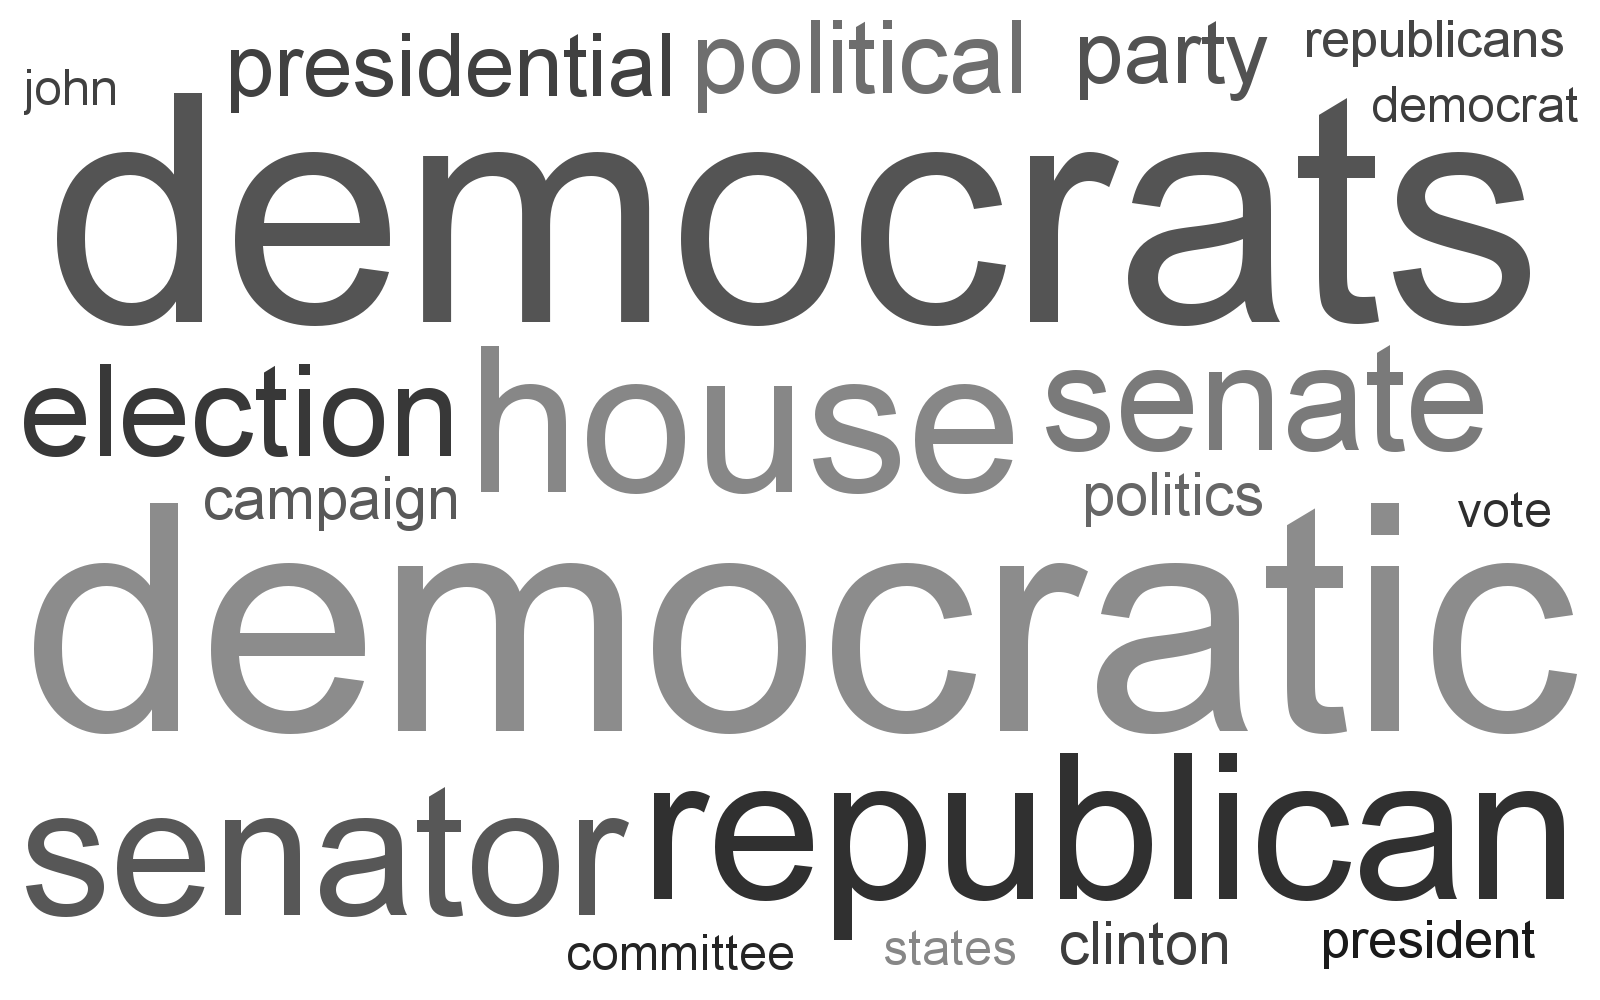 john presidential political party republicans
democrat
democrats
election house senate
campaign politics vote
democratic
senator republican
committee states clinton president